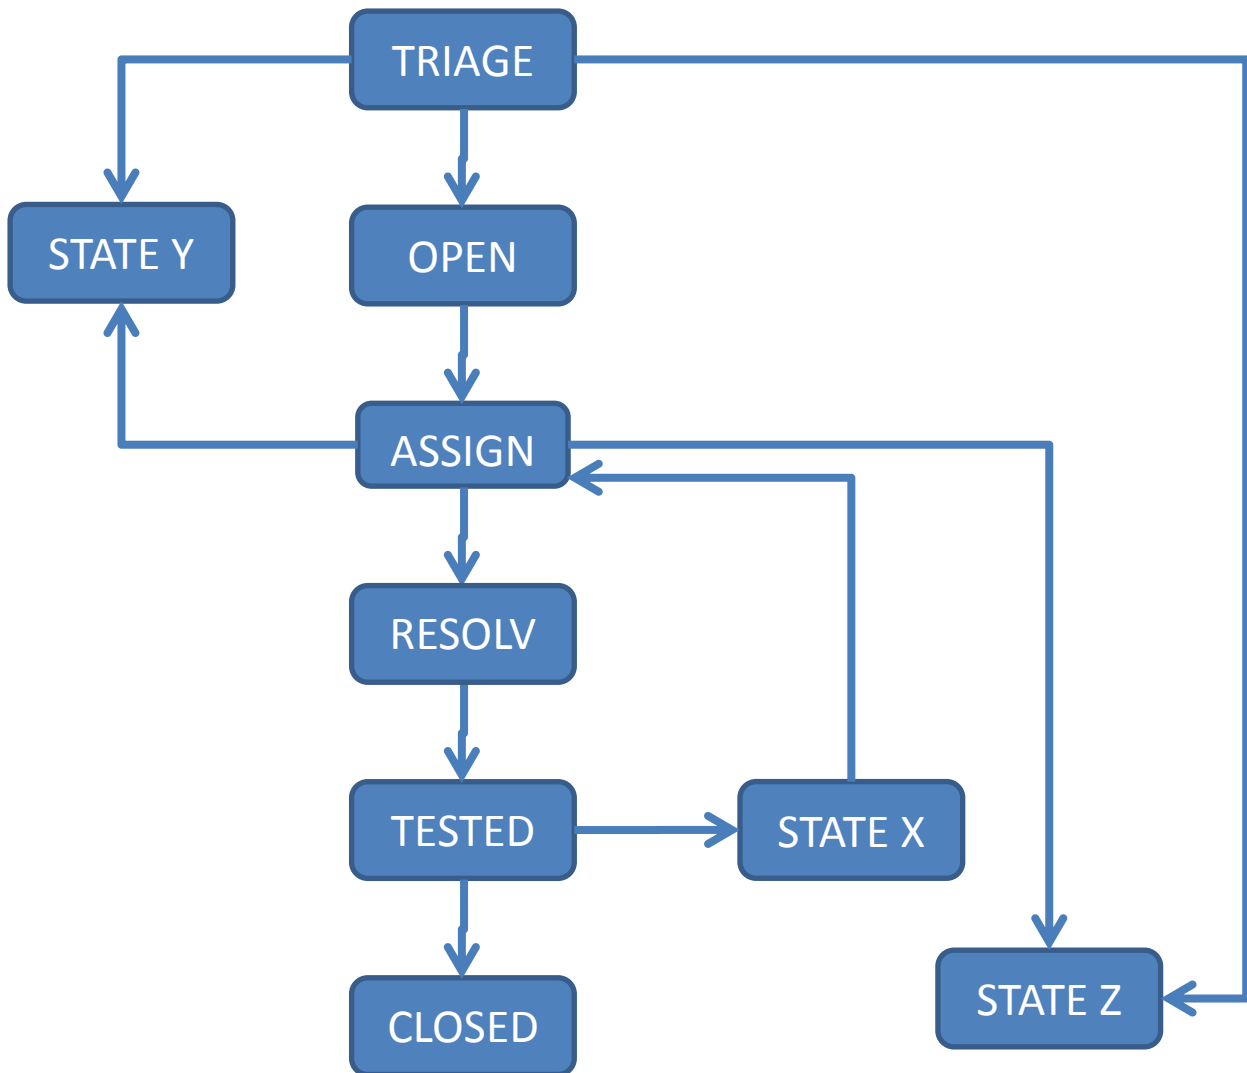 TRIAGE
STATE Y
OPEN
ASSIGN
RESOLV
TESTED
STATE X
STATE Z
CLOSED